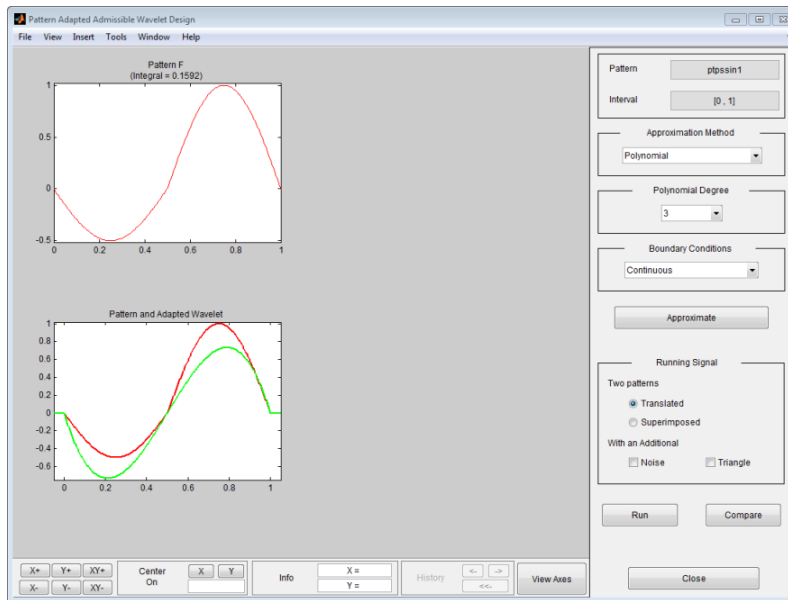 Pattern Adapted Admissible Wavelet Design
File View Insert Tools Window Help
Pattern F
(Integral = 0.1592)
1
0.5
0
-0.5
0 0.2 0.4 0.6 0.8 1
Pattern and Adapted Wavelet
1
0.8
0.6
0.4
0.2
0
-0.2
-0.4
-0.6
0 0.2 0.4 0.6 0.8 1
Pattern ptpssin1
Interval [0 , 1]
Approximation Method
Polynomial
Polynomial Degree
3
Boundary Conditions
Continuous
Approximate
Running Signal
Two patterns
Translated
Superimposed
With an Additional
Noise Triangle
Run Compare
Close
X+ Y+ XY+
X- Y- XY-
Center
On
X Y
Info
X =
Y =
History
<- ->
<<-
View Axes